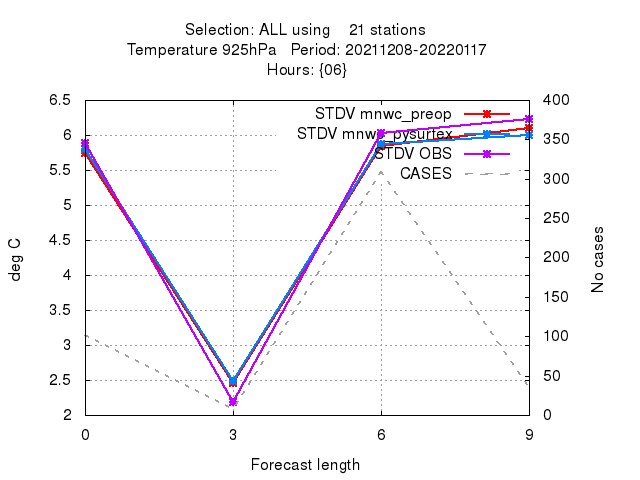 Selection: ALL using 21 stations
Temperature 925hPa Period: 20211208-20220117
Hours: {06}
6.5
6
5.5
5
4.5
4
3.5
3
2.5
2
400
350
300
250
200
150
100
50
0
STDV mnwc_preop
STDV mnwc_pysurfex
STDV OBS
CASES
deg C
No cases
0
3
6
9
Forecast length